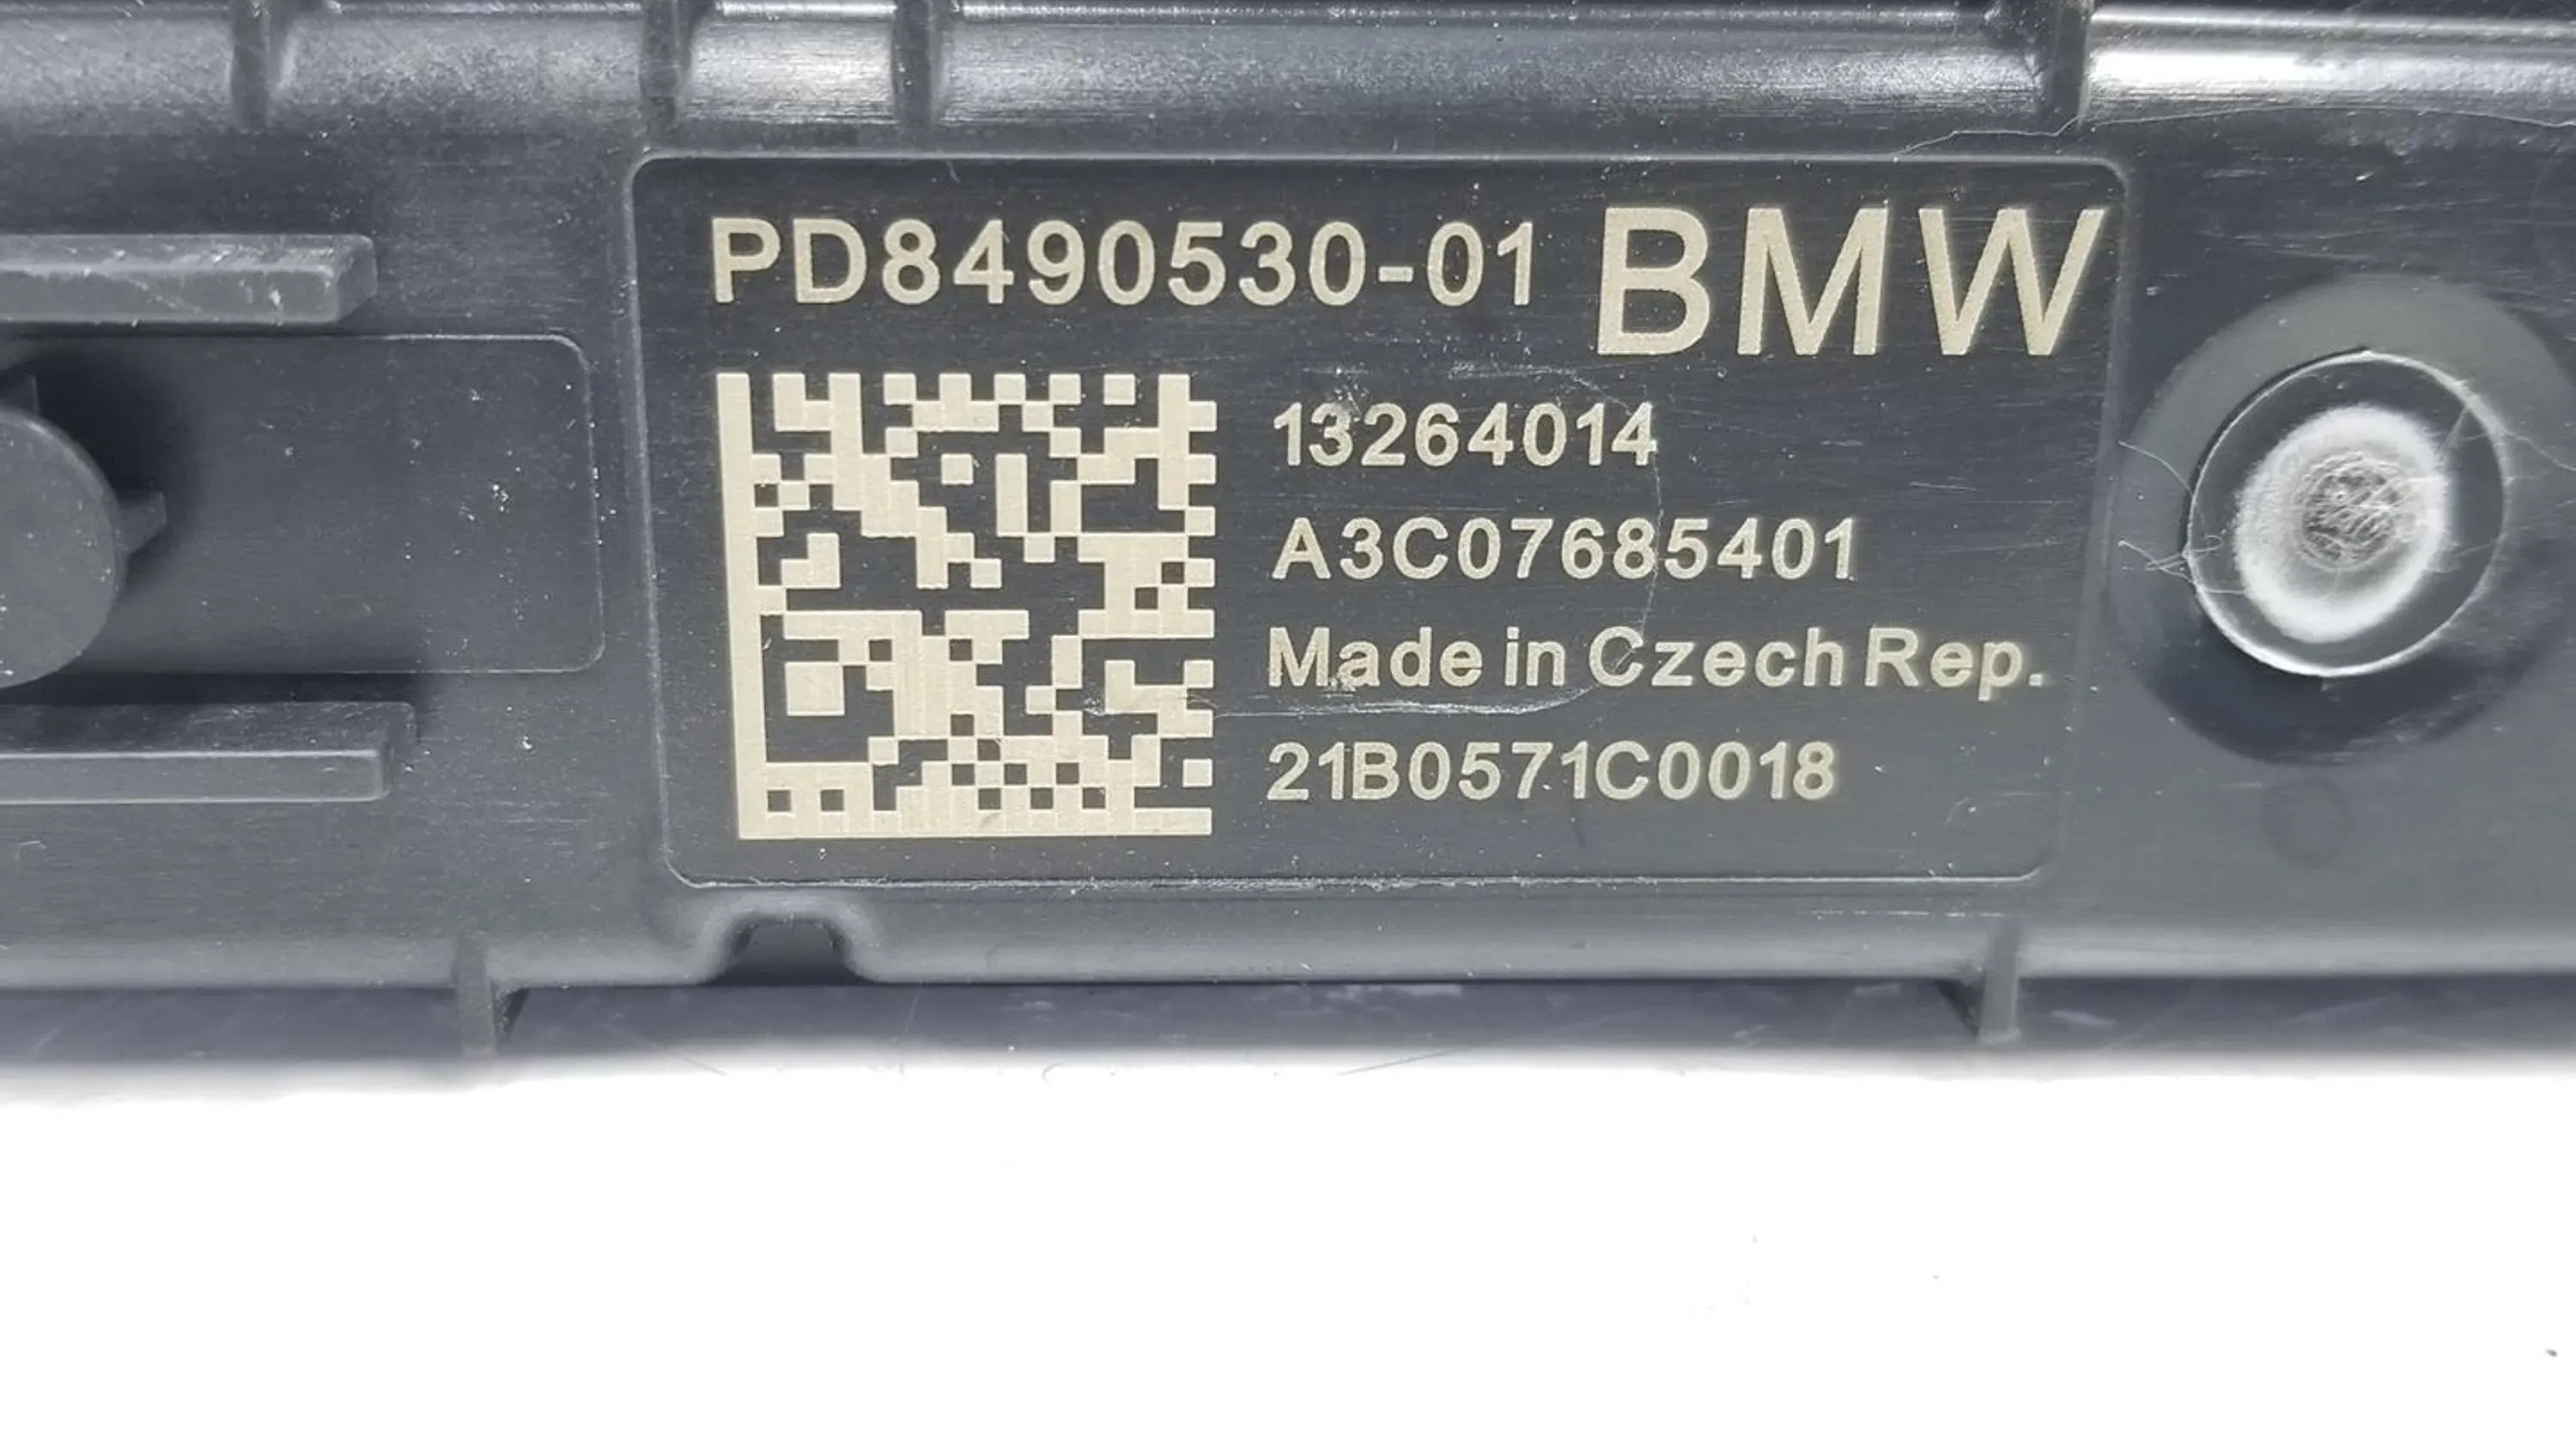 PD8490530-01 BMW
13264014
A3C07685401
Made in Czech Rep.
21B0571C0018